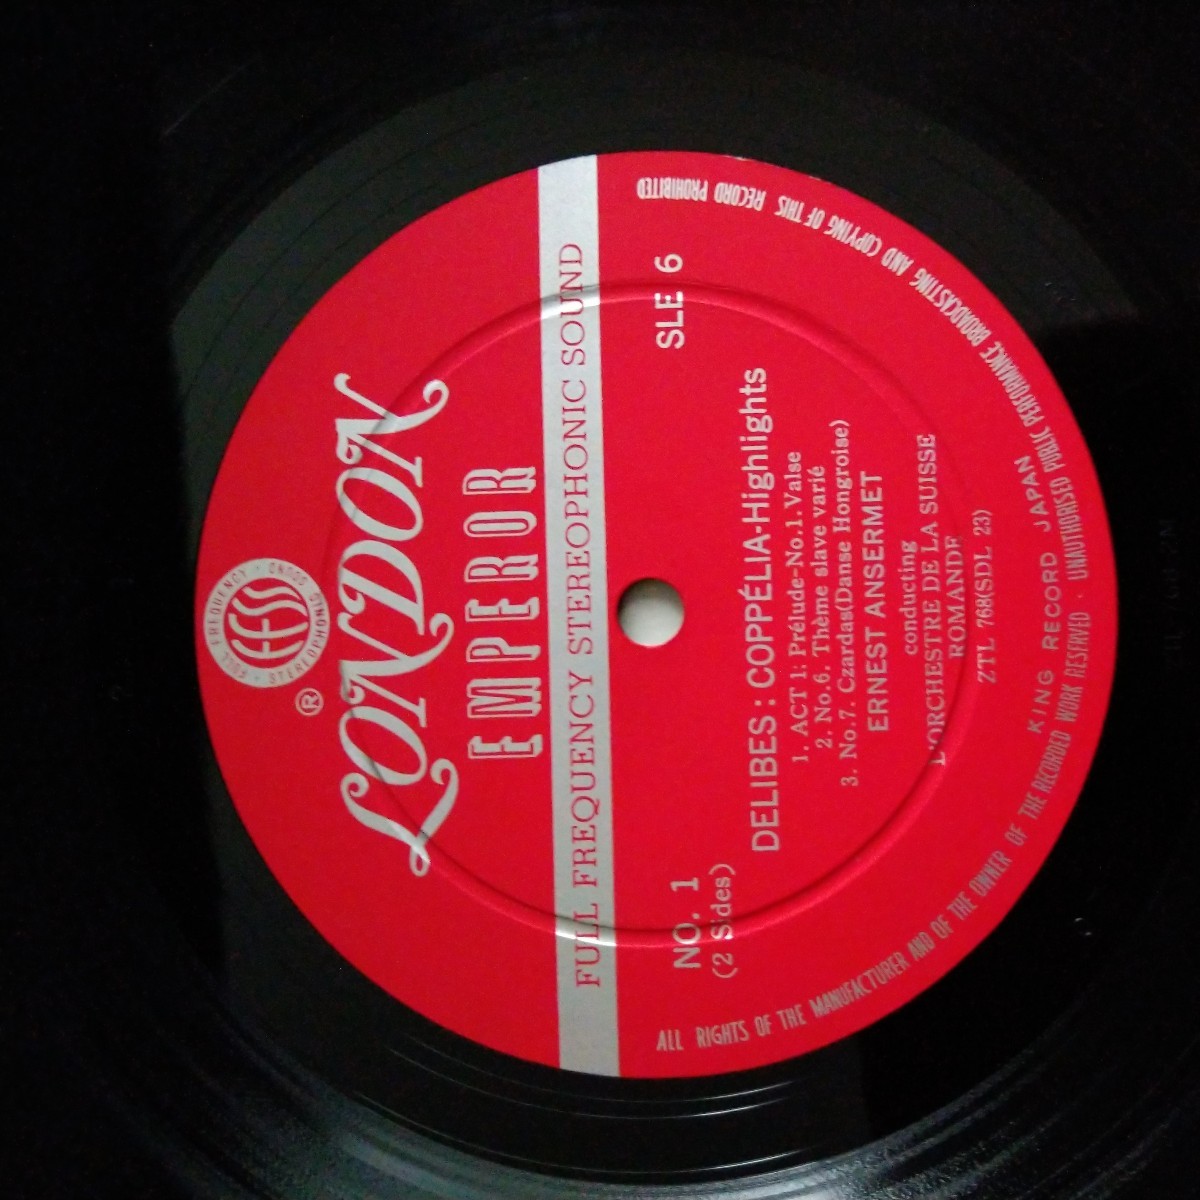 FULL FREQUENCY · STEREOPHONIC · SOUND ·
ffss
®
LONDON
EMPEROR
FULL FREQUENCY STEREOPHONIC SOUND
NO. 1
(2 Sides)
SLE 6
DELIBES: COPPÉLIA-Highlights
1. ACT 1: Prélude-No.1. Valse
2. No.6. Thème slave varié
3. No.7. Czardas(Danse Hongroise)
ERNEST ANSERMET
conducting
L'ORCHESTRE DE LA SUISSE
ROMANDE
ZTL 768(SDL 23)
KING RECORD JAPAN
ALL RIGHTS OF THE MANUFACTURER AND OF THE OWNER OF THE RECORDED WORK RESERVED · UNAUTHORISED PUBLIC PERFORMANCE BROADCASTING AND COPYING OF THIS RECORD PROHIBITED